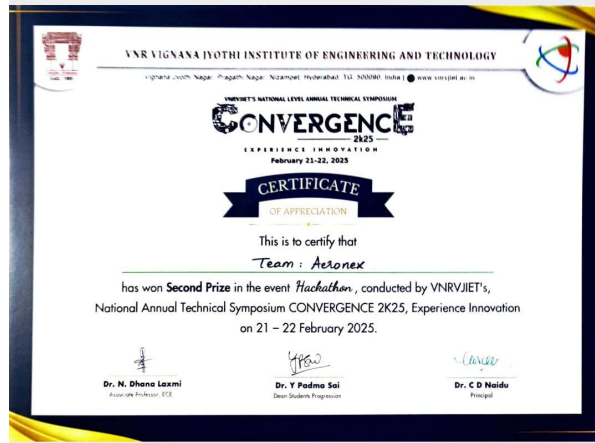 VNR VIGNANA JYOTHI INSTITUTE OF ENGINEERING AND TECHNOLOGY
Vignana Jyothi Nagar, Pragathi Nagar, Nizampet, Hyderabad, TG, 500090, India | www.vnrvjiet.ac.in
VNRVJIET'S NATIONAL LEVEL ANNUAL TECHNICAL SYMPOSIUM
CONVERGENCE
2k25
EXPERIENCE INNOVATION
February 21-22, 2025
CERTIFICATE
OF APPRECIATION
This is to certify that
Team : Aeronex
has won Second Prize in the event Hackathon, conducted by VNRVJIET's,
National Annual Technical Symposium CONVERGENCE 2K25, Experience Innovation
on 21 – 22 February 2025.
Dr. N. Dhana Laxmi
Associate Professor, ECE
Dr. Y Padma Sai
Dean Students Progression
Dr. C D Naidu
Principal